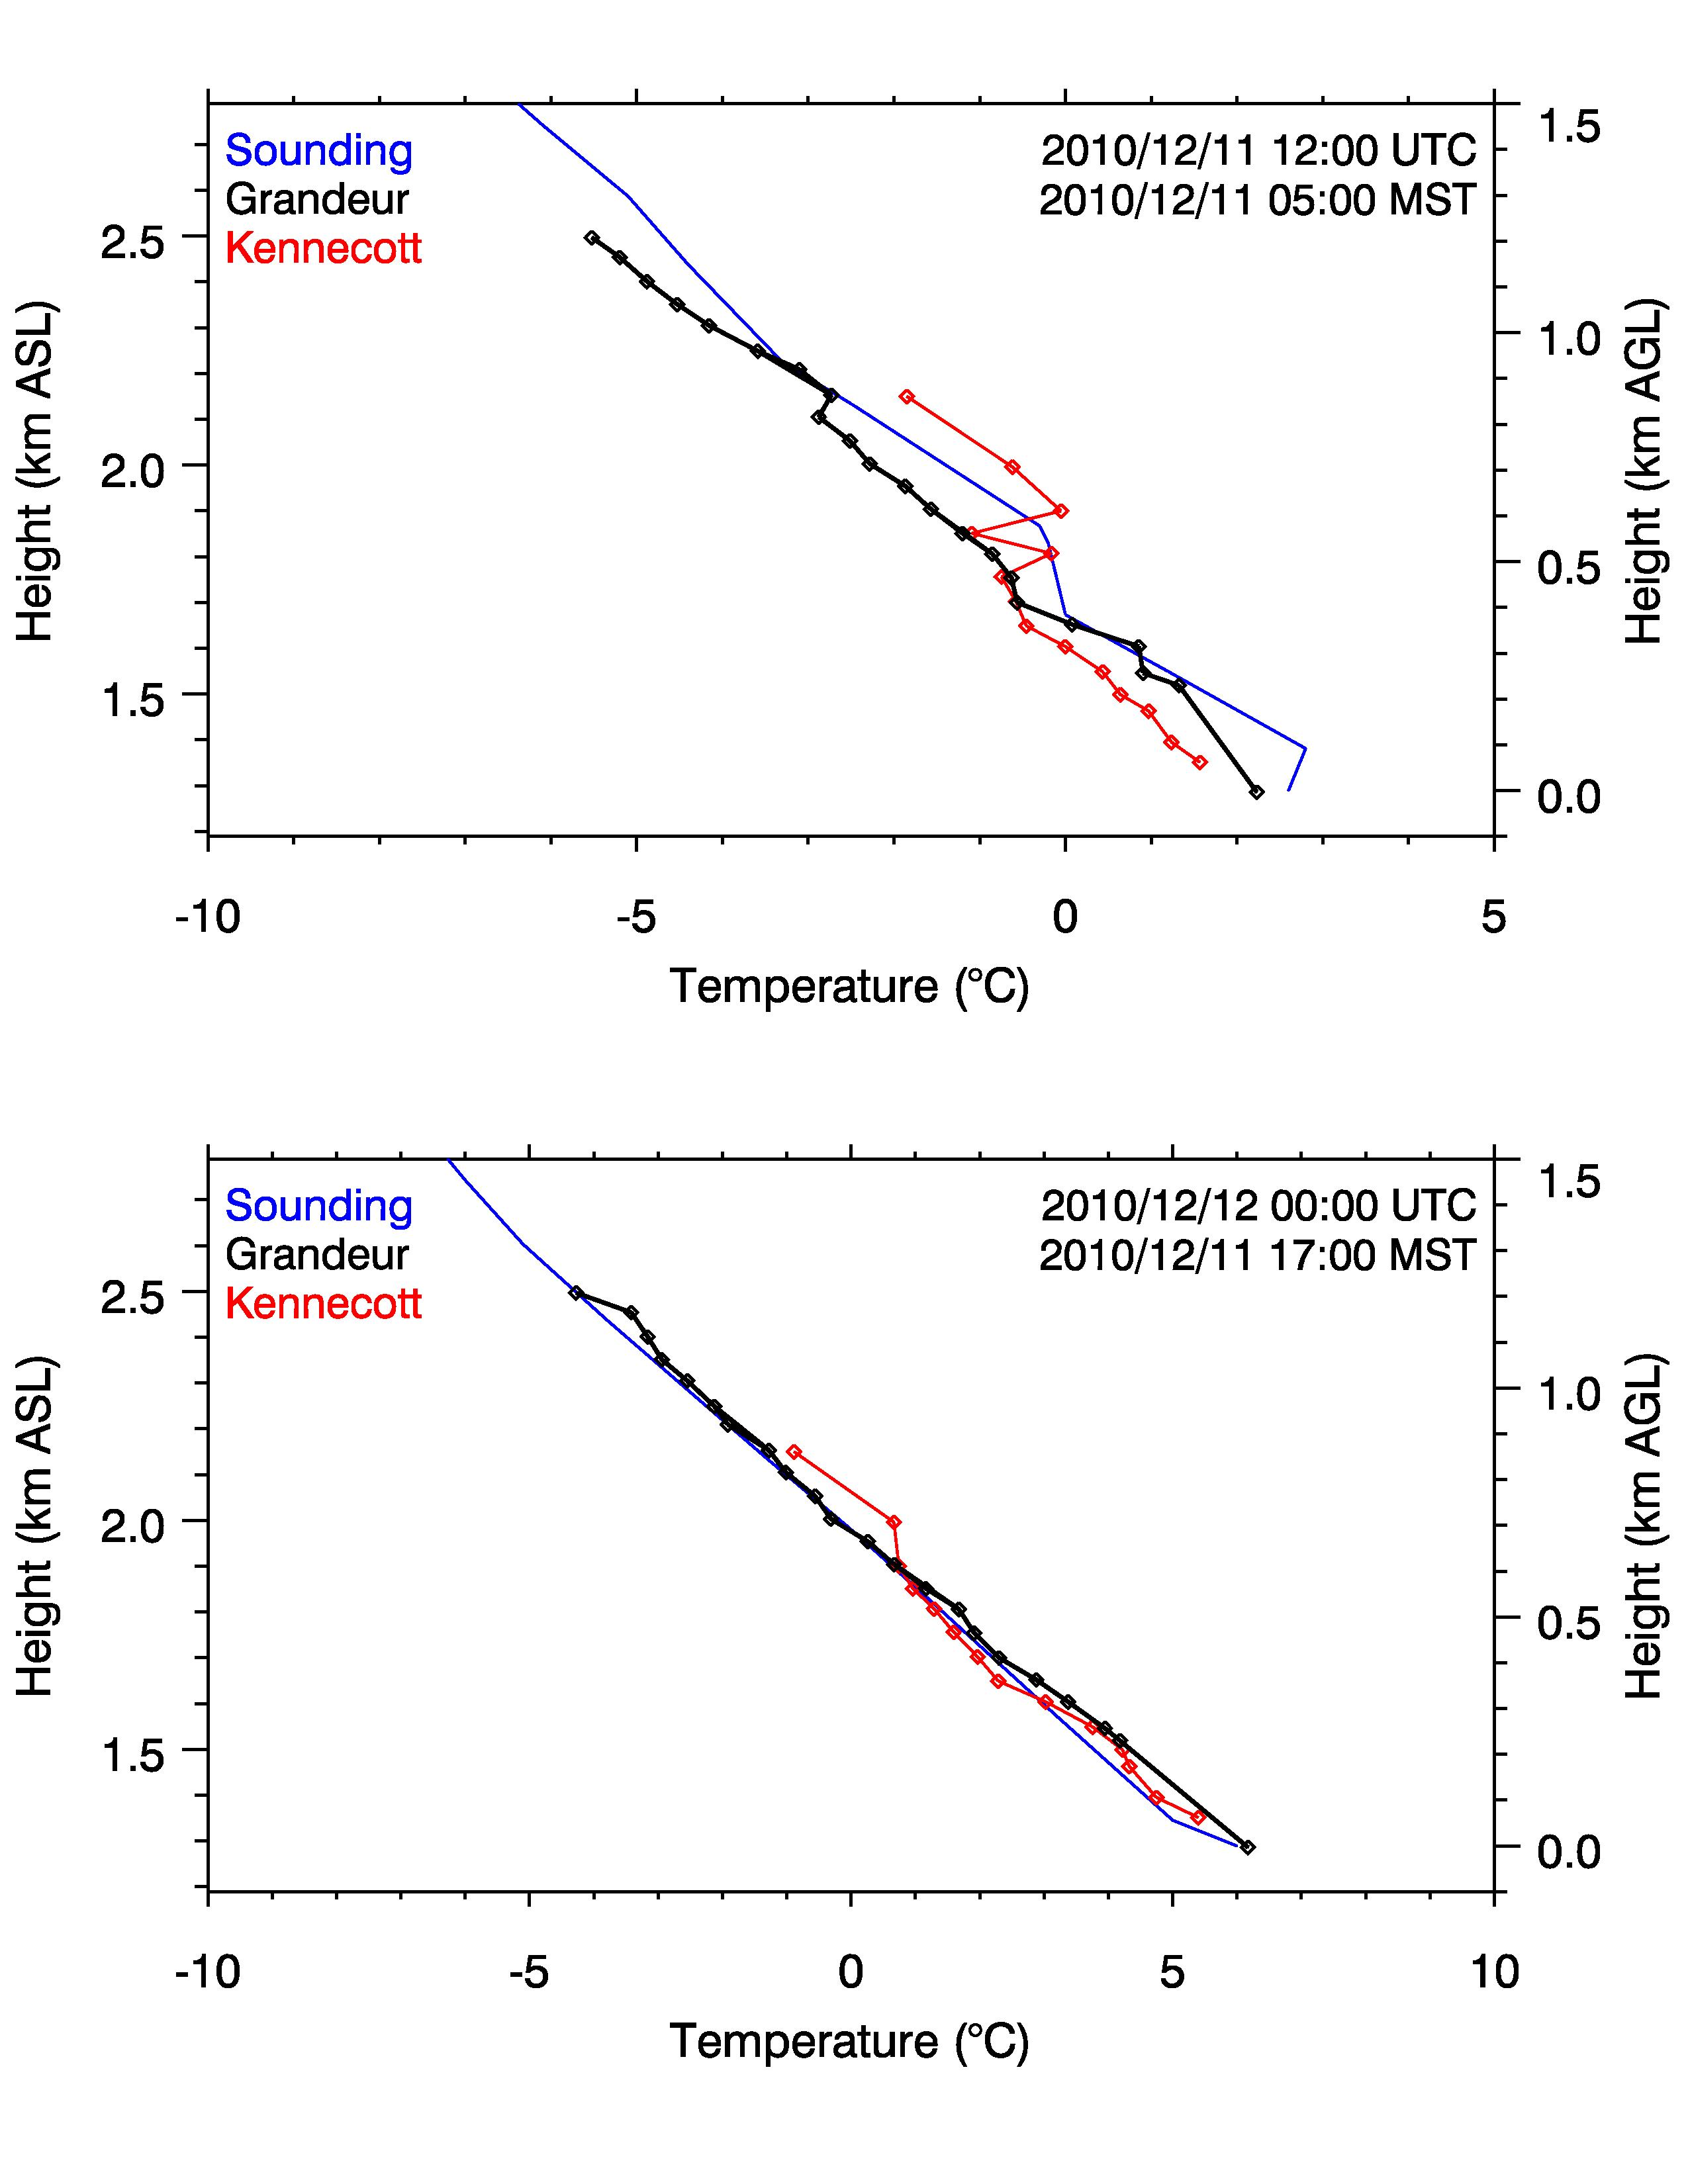 Sounding
Grandeur
Kennecott
2010/12/11 12:00 UTC
2010/12/11 05:00 MST
Height (km ASL)
2.5
2.0
1.5
1.5
1.0
0.5
0.0
Height (km AGL)
-10 -5 0 5
Temperature (°C)
Sounding
Grandeur
Kennecott
2010/12/12 00:00 UTC
2010/12/11 17:00 MST
Height (km ASL)
2.5
2.0
1.5
1.5
1.0
0.5
0.0
Height (km AGL)
-10 -5 0 5 10
Temperature (°C)